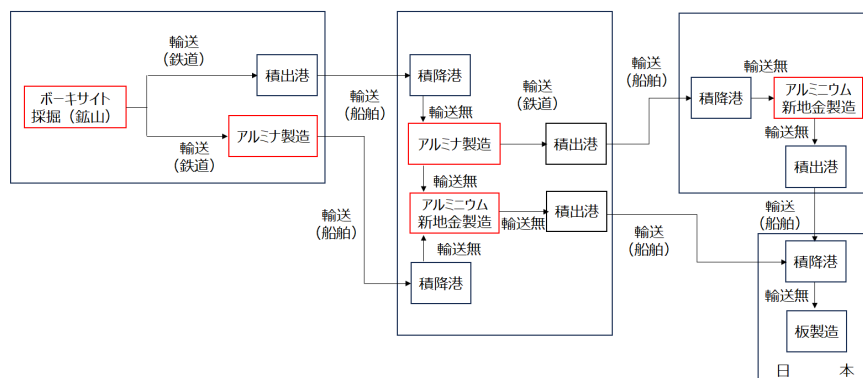 輸送
（鉄道）
積出港
ボーキサイト
採掘（鉱山）
輸送
（鉄道）
アルミナ製造
輸送
（船舶）
輸送
（船舶）
積降港
輸送無
アルミナ製造
輸送
（鉄道）
積出港
輸送無
アルミニウム
新地金製造
輸送無
積出港
輸送無
積降港
輸送
（船舶）
輸送
（船舶）
積降港
輸送無
アルミニウム
新地金製造
輸送無
積出港
輸送
（船舶）
積降港
輸送無
板製造
日　本